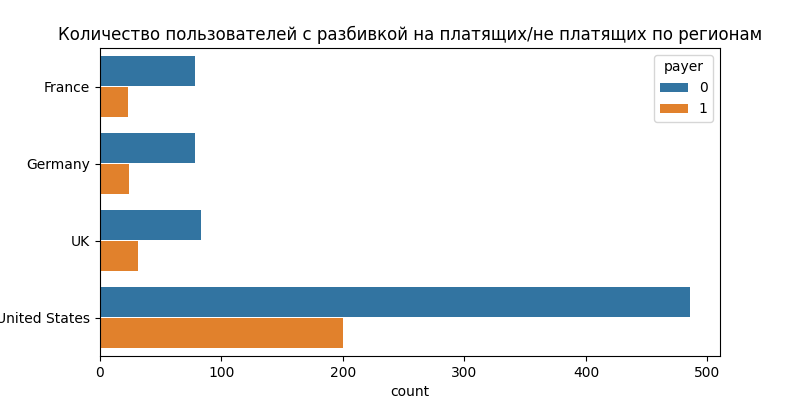 Количество пользователей с разбивкой на платящих/не платящих по регионам
payer
0
1
France
Germany
UK
United States
0 100 200 300 400 500
count